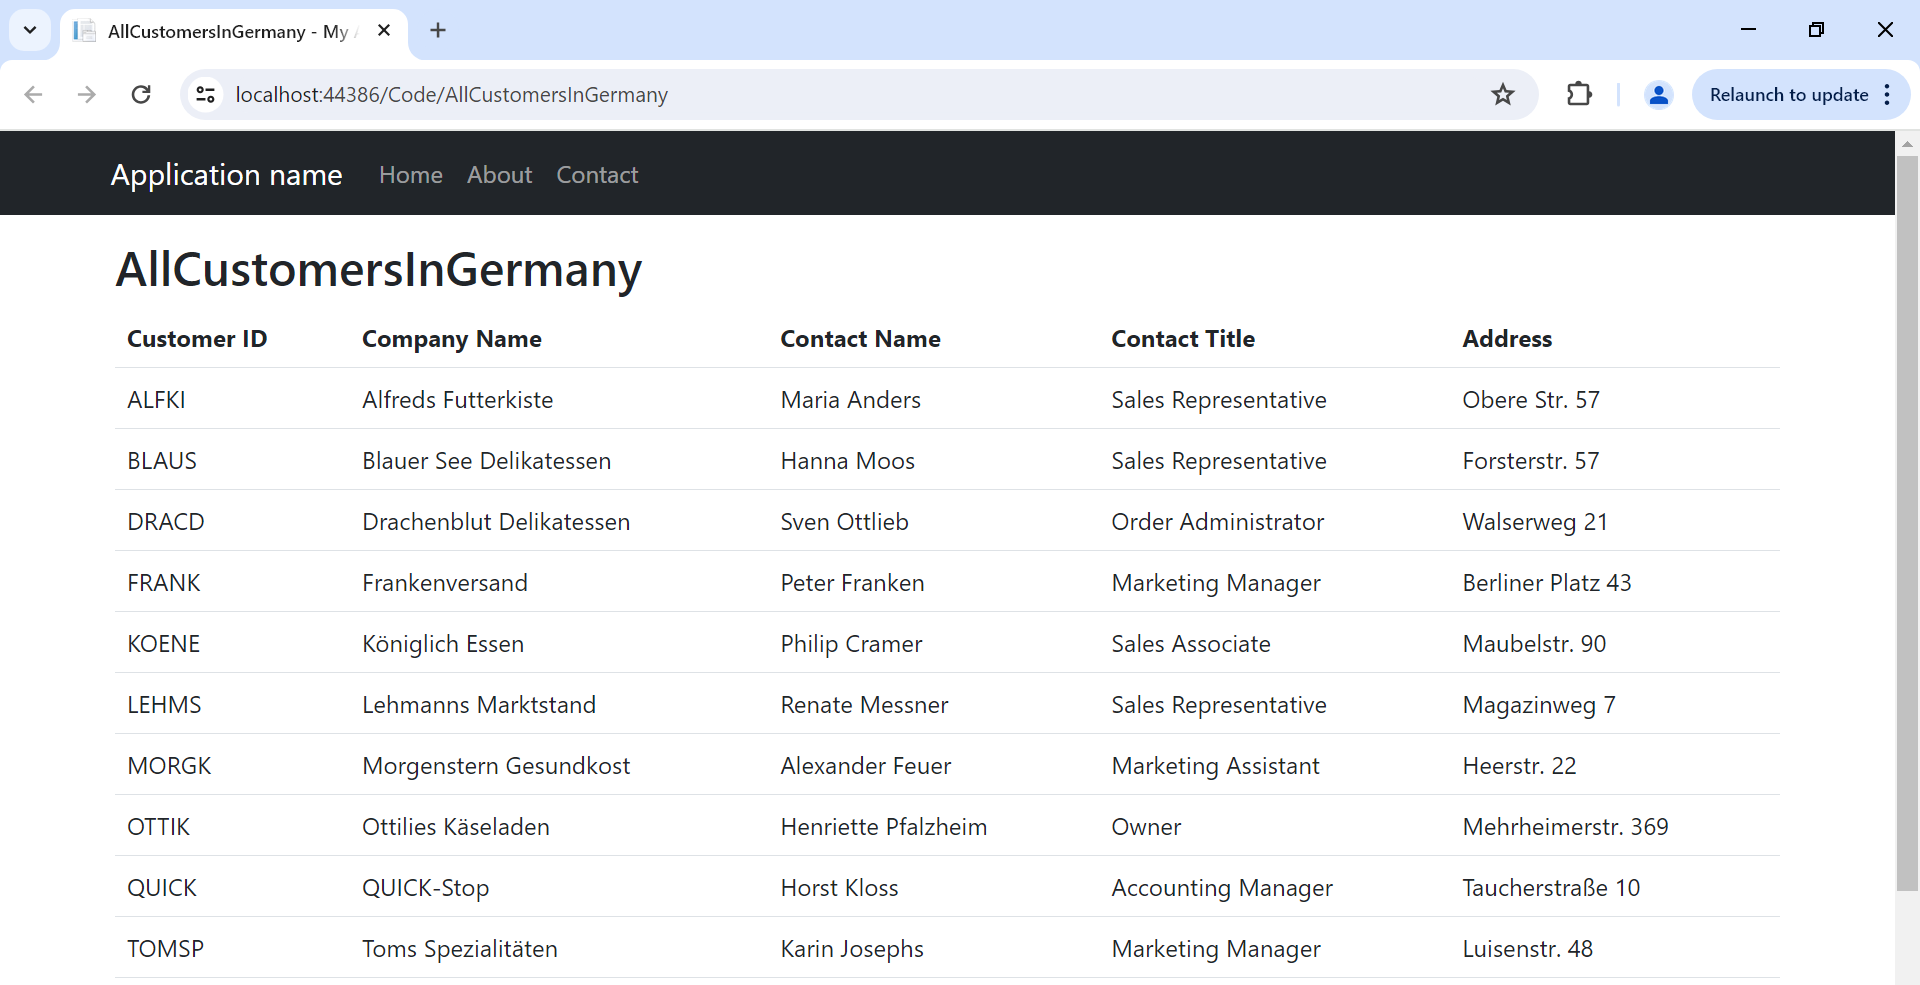 AllCustomersInGermany - My
localhost:44386/Code/AllCustomersInGermany
Relaunch to update
Application name Home About Contact
AllCustomersInGermany
Customer ID Company Name Contact Name Contact Title Address
ALFKI Alfreds Futterkiste Maria Anders Sales Representative Obere Str. 57
BLAUS Blauer See Delikatessen Hanna Moos Sales Representative Forsterstr. 57
DRACD Drachenblut Delikatessen Sven Ottlieb Order Administrator Walserweg 21
FRANK Frankenversand Peter Franken Marketing Manager Berliner Platz 43
KOENE Königlich Essen Philip Cramer Sales Associate Maubelstr. 90
LEHMS Lehmanns Marktstand Renate Messner Sales Representative Magazinweg 7
MORGK Morgenstern Gesundkost Alexander Feuer Marketing Assistant Heerstr. 22
OTTIK Ottilies Käseladen Henriette Pfalzheim Owner Mehrheimerstr. 369
QUICK QUICK-Stop Horst Kloss Accounting Manager Taucherstraße 10
TOMSP Toms Spezialitäten Karin Josephs Marketing Manager Luisenstr. 48